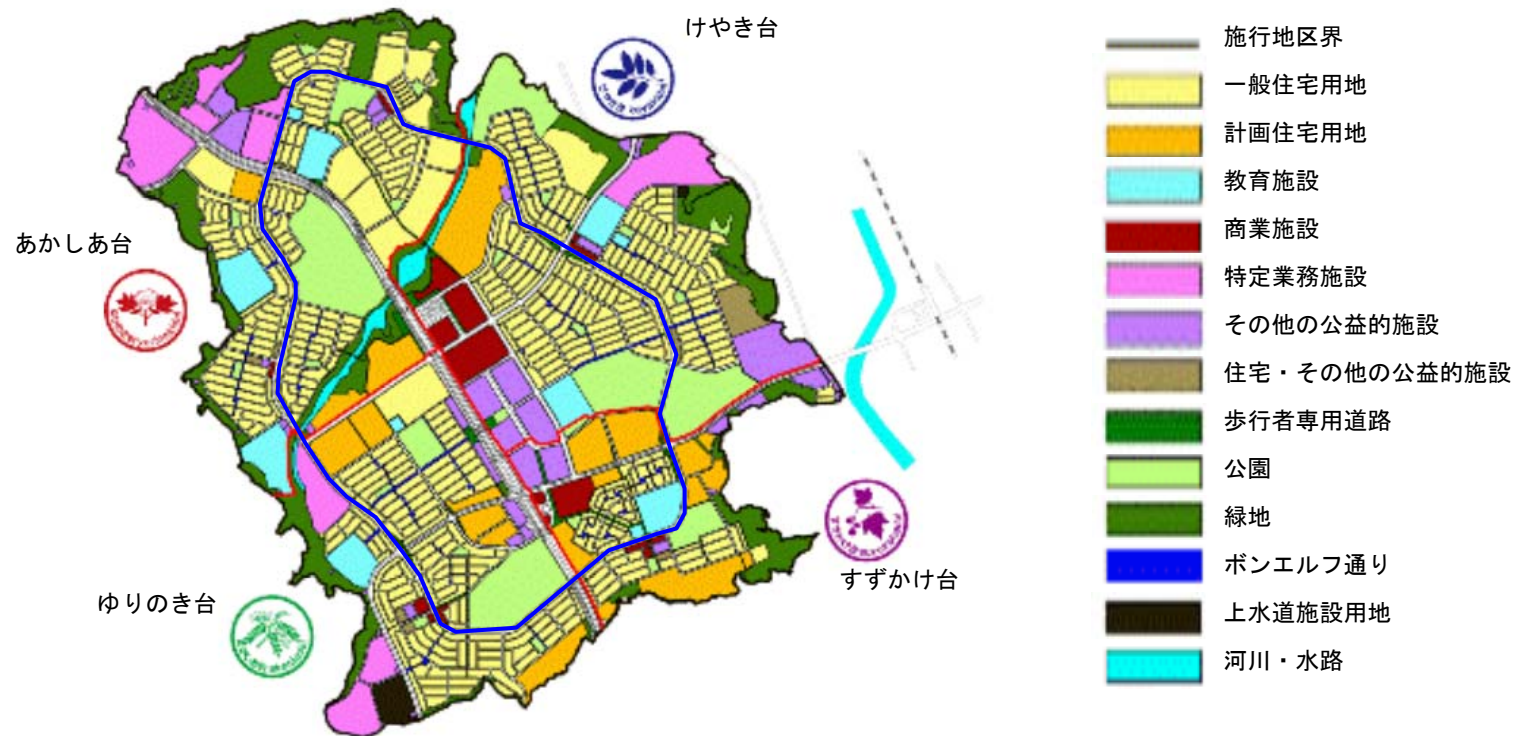 けやき台
あかしあ台
ゆりのき台
すずかけ台
施行地区界
一般住宅用地
計画住宅用地
教育施設
商業施設
特定業務施設
その他の公益的施設
住宅・その他の公益的施設
歩行者専用道路
公園
緑地
ボンエルフ通り
上水道施設用地
河川・水路